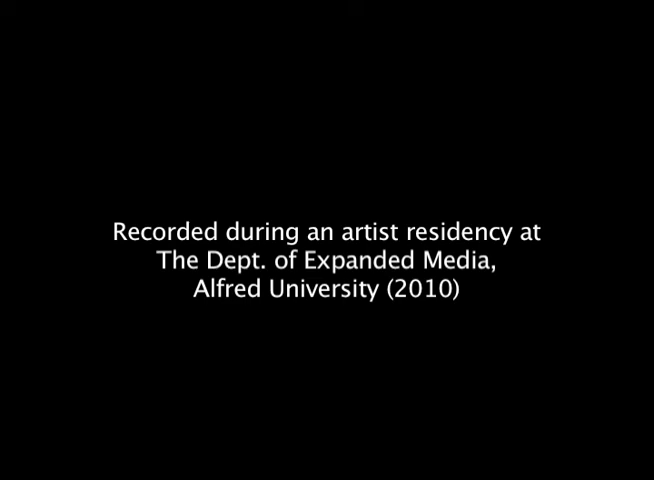 Recorded during an artist residency at
The Dept. of Expanded Media,
Alfred University (2010)